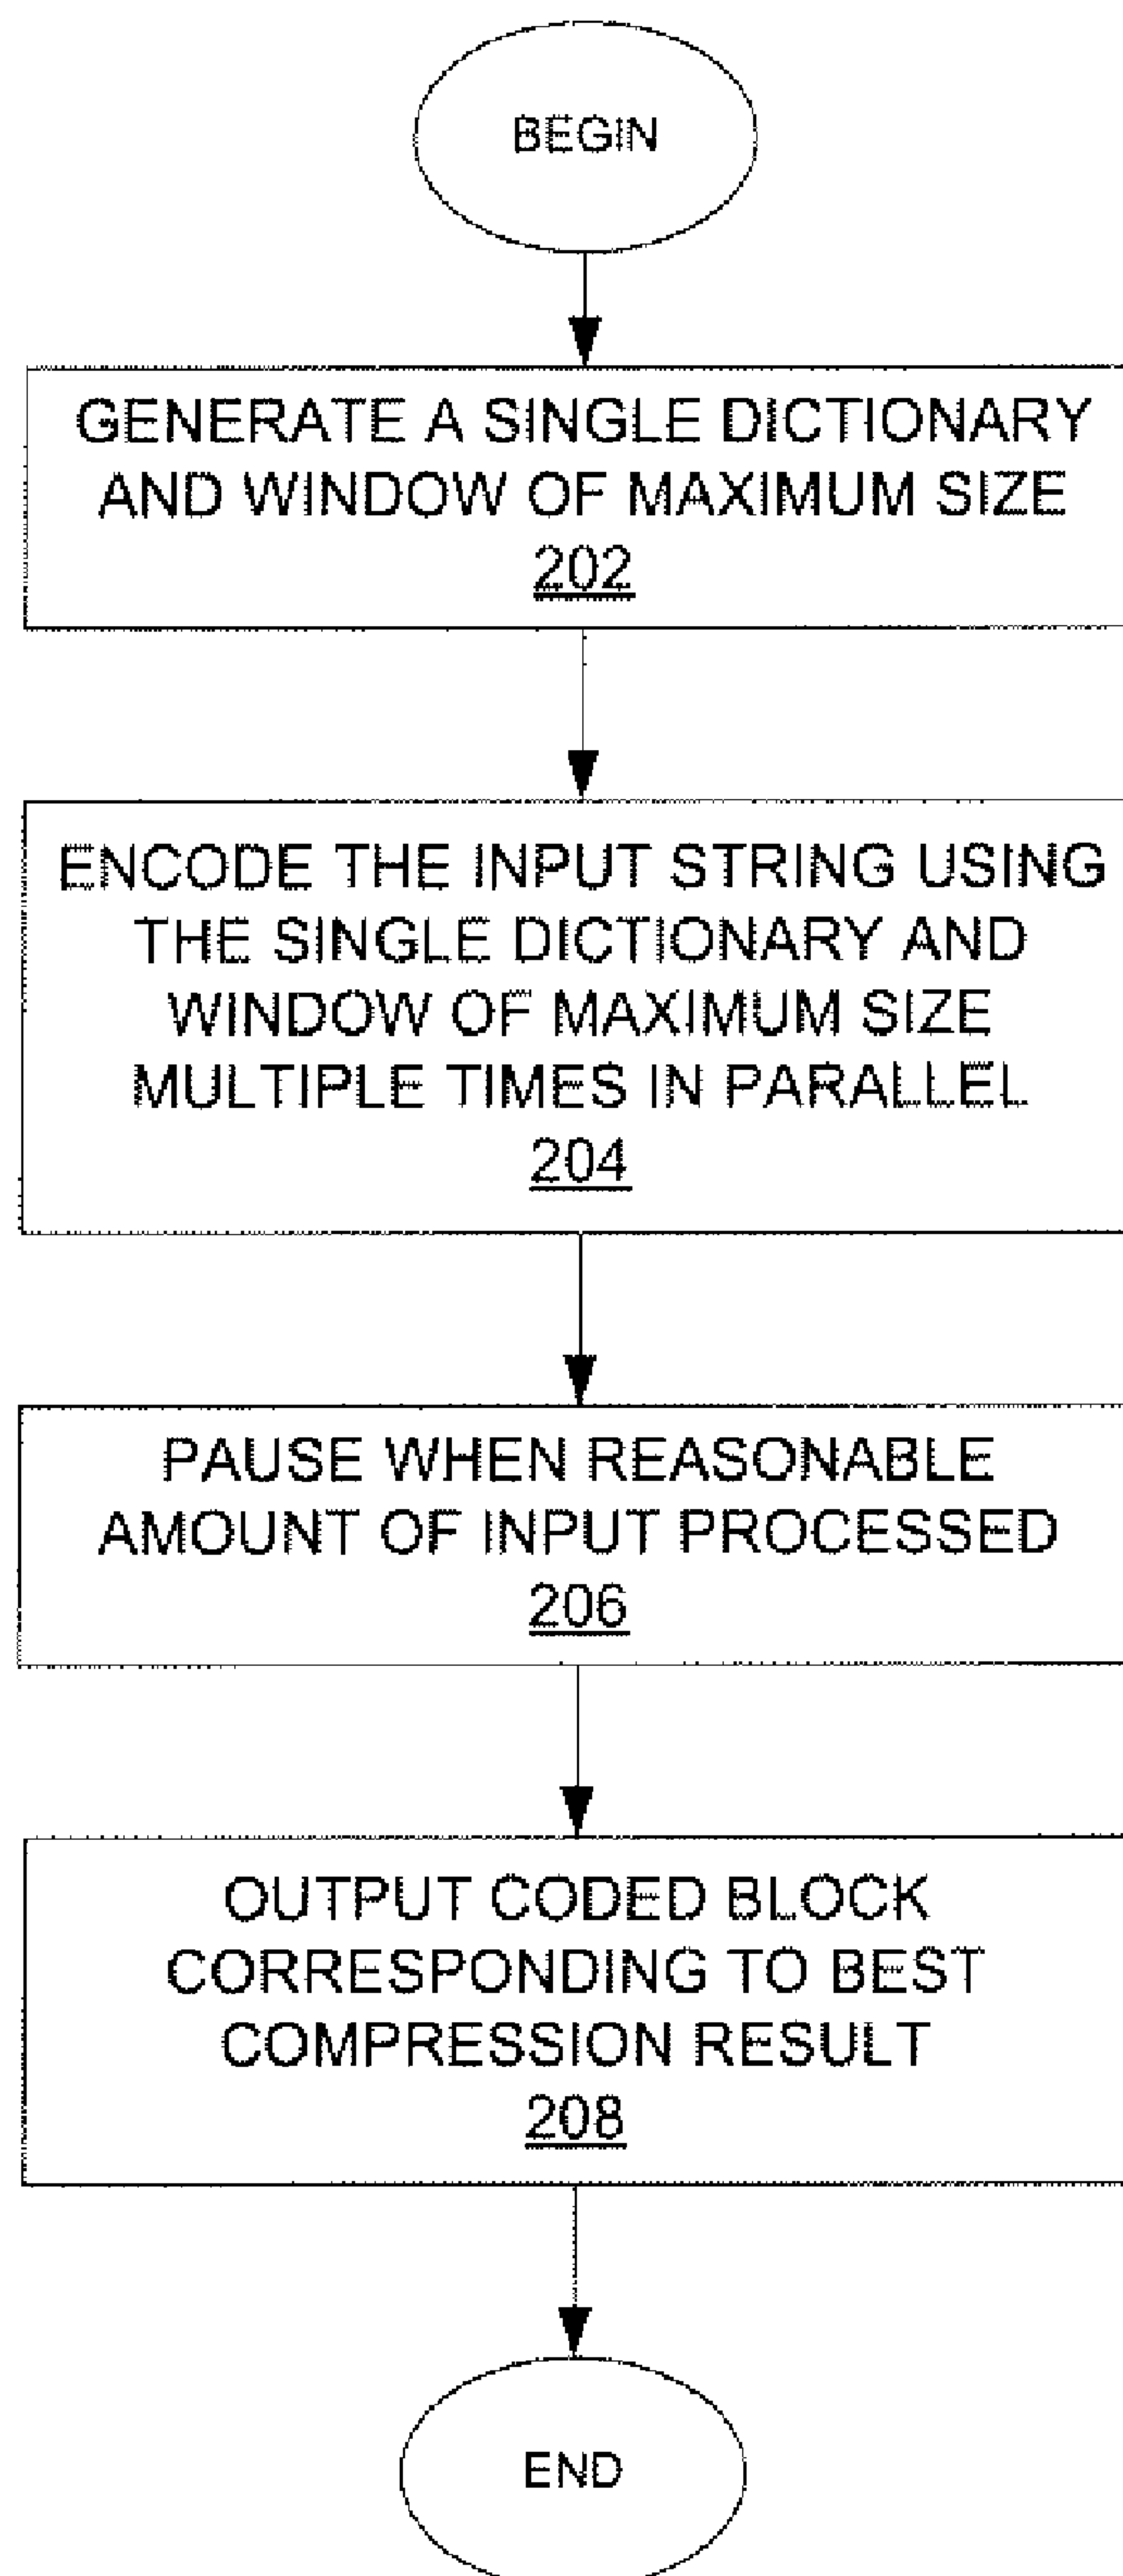 BEGIN
GENERATE A SINGLE DICTIONARY
AND WINDOW OF MAXIMUM SIZE
202
ENCODE THE INPUT STRING USING
THE SINGLE DICTIONARY AND
WINDOW OF MAXIMUM SIZE
MULTIPLE TIMES IN PARALLEL
204
PAUSE WHEN REASONABLE
AMOUNT OF INPUT PROCESSED
206
OUTPUT CODED BLOCK
CORRESPONDING TO BEST
COMPRESSION RESULT
208
END